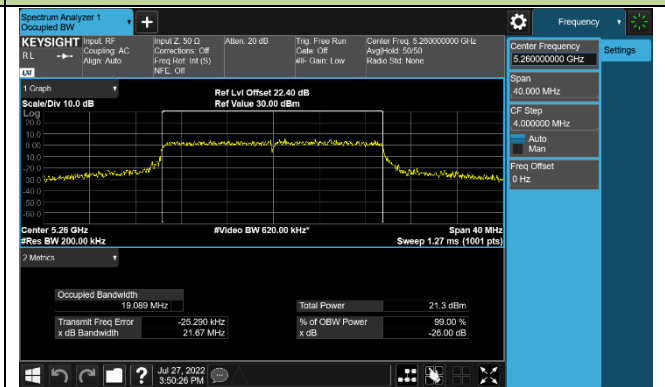 Spectrum Analyzer 1
Occupied BW
+
Frequency
KEYSIGHT
RL
LXI
Input: RF
Coupling: AC
Align: Auto
Input Z: 50 Ω
Corrections: Off
Freq Ref: Int (S)
NFE: Off
Atten: 20 dB
Trig: Free Run
Gate: Off
#IF Gain: Low
Center Freq: 5.260000000 GHz
Avg|Hold: 50/50
Radio Std: None
Center Frequency
5.260000000 GHz
Settings
Span
40.000 MHz
CF Step
4.000000 MHz
Auto
Man
Freq Offset
0 Hz
1 Graph
Scale/Div 10.0 dB
Ref Lvl Offset 22.40 dB
Ref Value 30.00 dBm
Log
20.0
10.0
0.00
-10.0
-20.0
-30.0
-40.0
-50.0
-60.0
Center 5.26 GHz
#Res BW 200.00 kHz
#Video BW 620.00 kHz*
Span 40 MHz
Sweep 1.27 ms (1001 pts)
2 Metrics
Occupied Bandwidth
19.089 MHz
Total Power
21.3 dBm
Transmit Freq Error
-25.290 kHz
% of OBW Power
99.00 %
x dB Bandwidth
21.67 MHz
x dB
-26.00 dB
?
Jul 27, 2022
3:50:26 PM